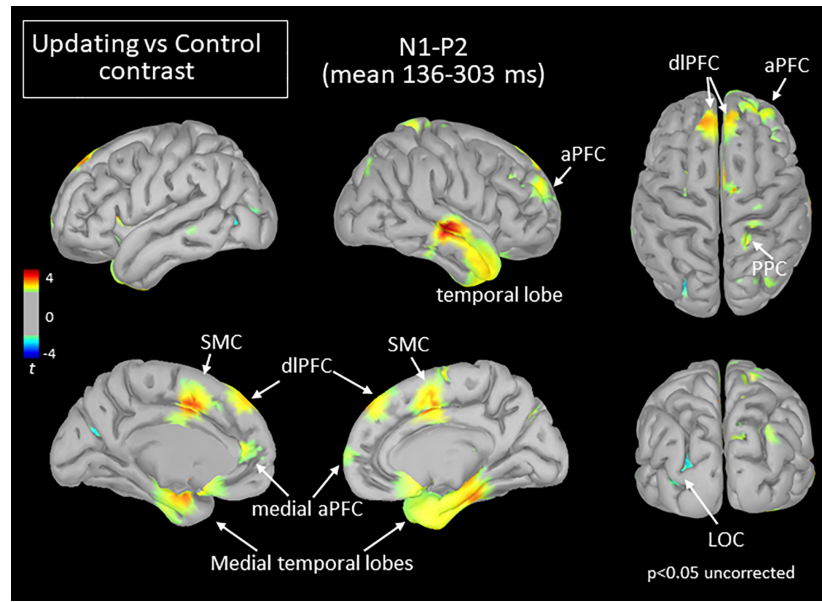 Updating vs Control
contrast
N1-P2
(mean 136-303 ms)
dlPFC
aPFC
aPFC
temporal lobe
PPC
4
0
-4
t
SMC
dlPFC
SMC
medial aPFC
Medial temporal lobes
LOC
p<0.05 uncorrected